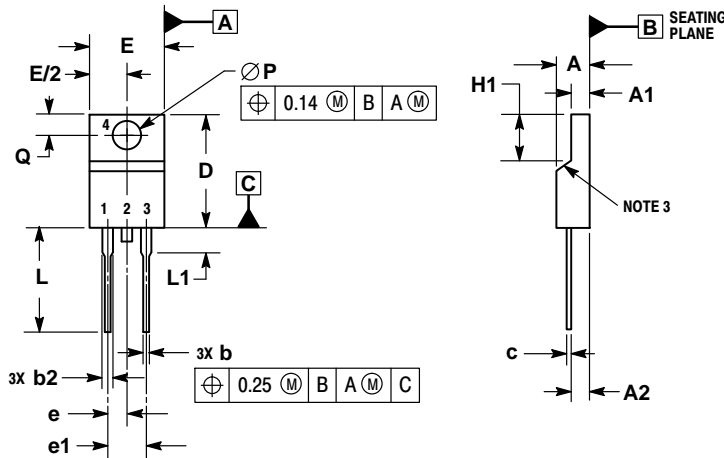 E
A
E/2
Ø P
⌖ 0.14 Ⓜ B A Ⓜ
4
Q
D
C
1 2 3
L
L1
3X b
3X b2
⌖ 0.25 Ⓜ B A Ⓜ C
e
e1
B SEATING PLANE
A
H1
A1
NOTE 3
c
A2